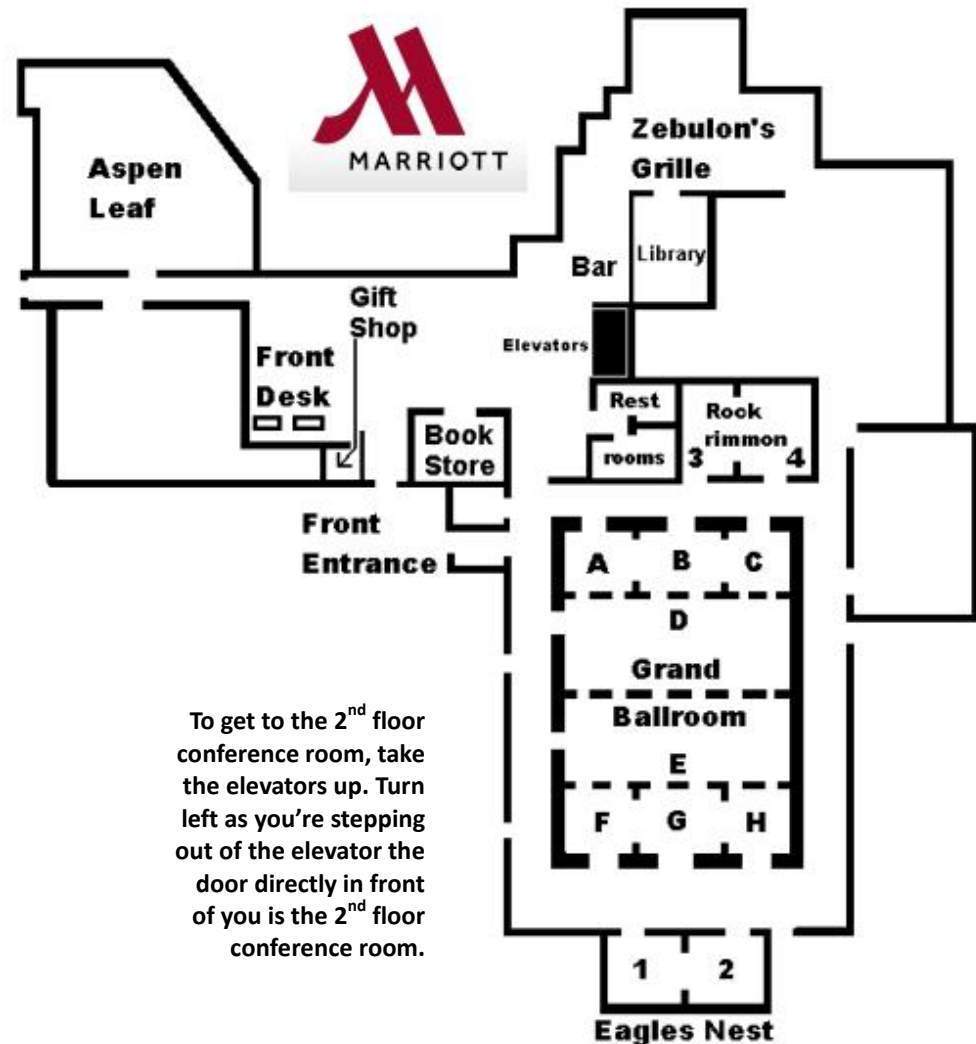 MARRIOTT
Zebulon's
Grille
Aspen
Leaf
Library
Bar
Gift
Shop
Elevators
Front
Desk
Rest
rooms
Rock
rimmon
3 4
Book
Store
Front
Entrance
A B C
D
Grand
Ballroom
E
F G H
To get to the 2nd floor
conference room, take
the elevators up. Turn
left as you’re stepping
out of the elevator the
door directly in front
of you is the 2nd floor
conference room.
1 2
Eagles Nest